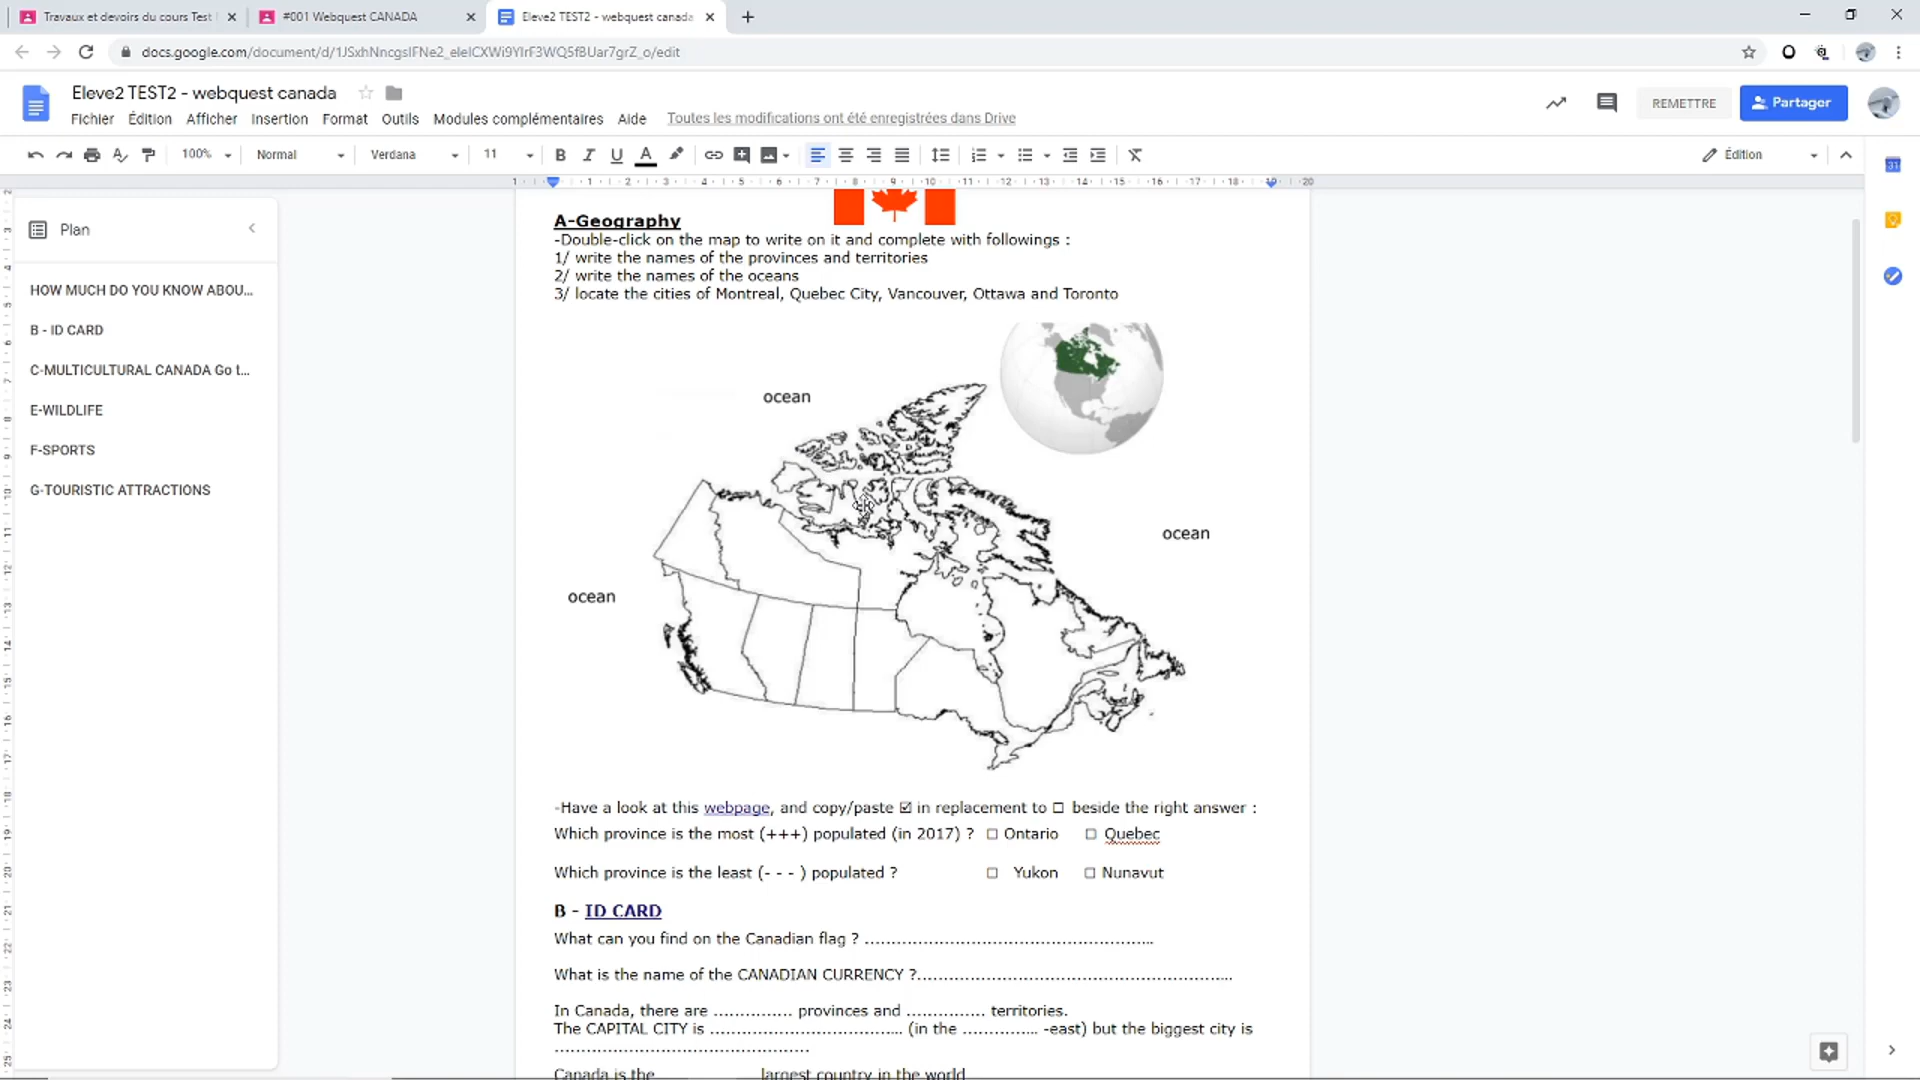 Travaux et devoirs du cours Test
#001 Webquest CANADA
Eleve2 TEST2 - webquest canada
Eleve2 TEST2 - webquest canada
Fichier Édition Afficher Insertion Format Outils Modules complémentaires Aide Toutes les modifications ont été enregistrées dans Drive
REMETTRE
Partager
100% Normal Verdana 11 Édition
Plan
HOW MUCH DO YOU KNOW ABOU...
B - ID CARD
C-MULTICULTURAL CANADA Go t...
E-WILDLIFE
F-SPORTS
G-TOURISTIC ATTRACTIONS
A-Geography
-Double-click on the map to write on it and complete with followings :
1/ write the names of the provinces and territories
2/ write the names of the oceans
3/ locate the cities of Montreal, Quebec City, Vancouver, Ottawa and Toronto
ocean
ocean
ocean
-Have a look at this webpage, and copy/paste ☑ in replacement to ☐ beside the right answer :
Which province is the most (+++) populated (in 2017) ? ☐ Ontario ☐ Quebec
Which province is the least (- - - ) populated ? ☐ Yukon ☐ Nunavut
B - ID CARD
What can you find on the Canadian flag ? ……………………………………………...
What is the name of the CANADIAN CURRENCY ?…………………………………………………...
In Canada, there are …………… provinces and …………… territories.
The CAPITAL CITY is ……………………………... (in the ………….. -east) but the biggest city is
…………………………………………
Canada is the largest country in the world